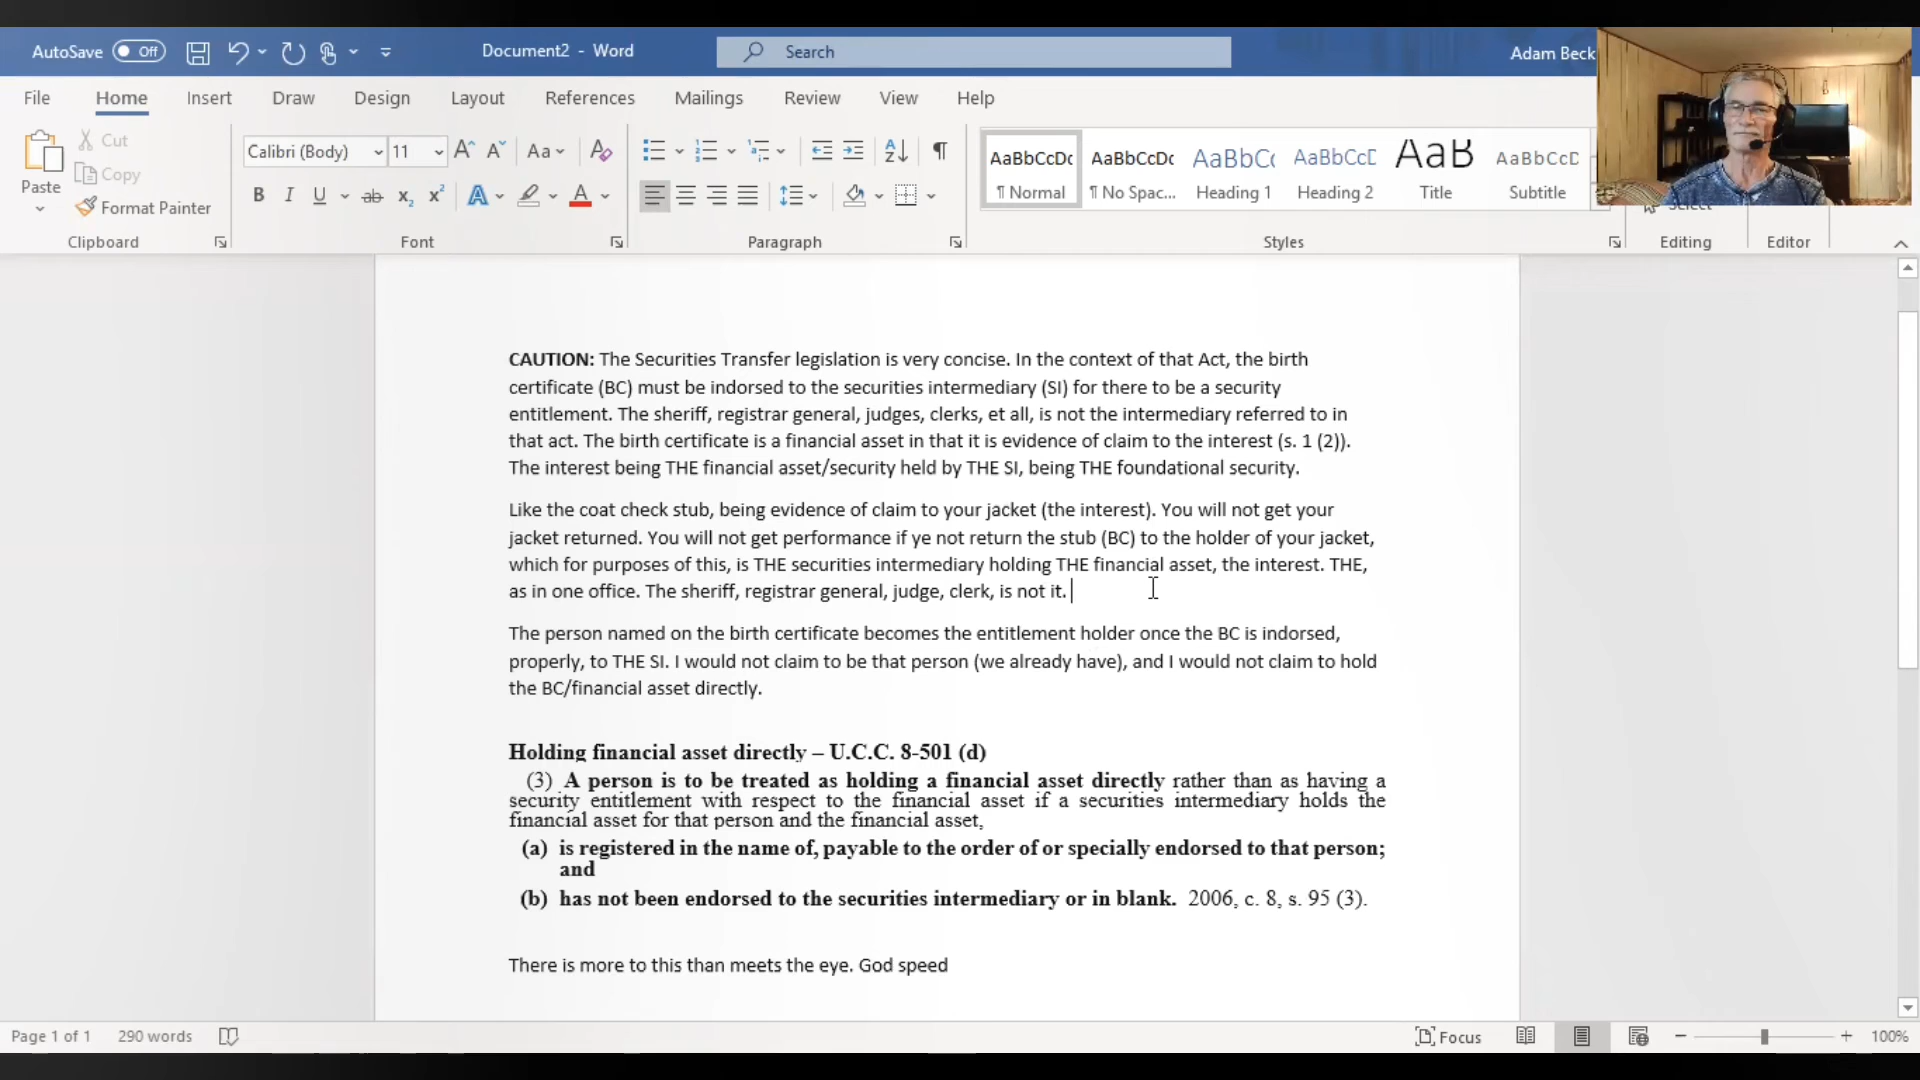 AutoSave Off Document2 - Word Search Adam Beck
File Home Insert Draw Design Layout References Mailings Review View Help
Paste Cut Copy Format Painter Clipboard
Calibri (Body) 11 Aa Font
Paragraph
AaBbCcDc AaBbCcDc AaBbC AaBbCcD AaB AaBbCcD
¶ Normal ¶ No Spac... Heading 1 Heading 2 Title Subtitle
Styles Editing Editor
CAUTION: The Securities Transfer legislation is very concise. In the context of that Act, the birth
certificate (BC) must be indorsed to the securities intermediary (SI) for there to be a security
entitlement. The sheriff, registrar general, judges, clerks, et all, is not the intermediary referred to in
that act. The birth certificate is a financial asset in that it is evidence of claim to the interest (s. 1 (2)).
The interest being THE financial asset/security held by THE SI, being THE foundational security.
Like the coat check stub, being evidence of claim to your jacket (the interest). You will not get your
jacket returned. You will not get performance if ye not return the stub (BC) to the holder of your jacket,
which for purposes of this, is THE securities intermediary holding THE financial asset, the interest. THE,
as in one office. The sheriff, registrar general, judge, clerk, is not it.
The person named on the birth certificate becomes the entitlement holder once the BC is indorsed,
properly, to THE SI. I would not claim to be that person (we already have), and I would not claim to hold
the BC/financial asset directly.
Holding financial asset directly – U.C.C. 8-501 (d)
(3) A person is to be treated as holding a financial asset directly rather than as having a
security entitlement with respect to the financial asset if a securities intermediary holds the
financial asset for that person and the financial asset,
(a) is registered in the name of, payable to the order of or specially endorsed to that person;
and
(b) has not been endorsed to the securities intermediary or in blank. 2006, c. 8, s. 95 (3).
There is more to this than meets the eye. God speed
Page 1 of 1 290 words Focus 100%